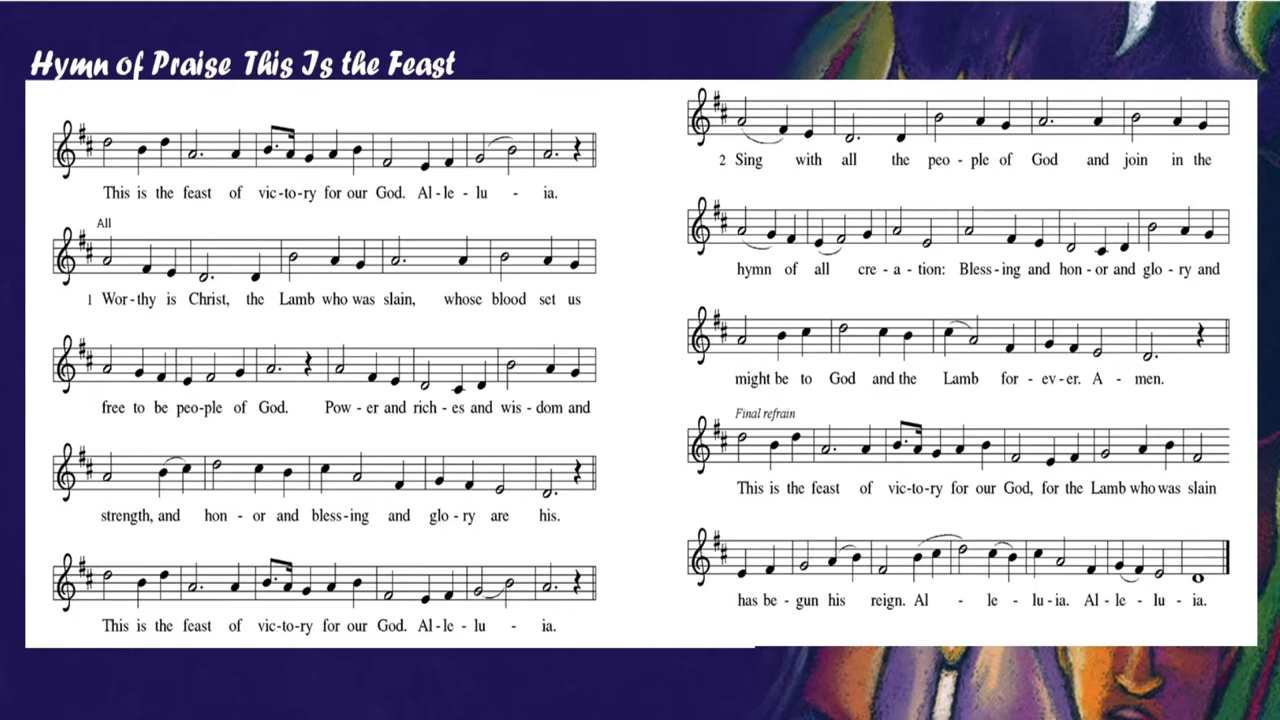 Hymn of Praise This Is the Feast
This is the feast of vic-to-ry for our God. Al-le-lu - ia.
All
1 Wor-thy is Christ, the Lamb who was slain, whose blood set us
free to be peo-ple of God. Pow-er and rich-es and wis-dom and
strength, and hon-or and bless-ing and glo-ry are his.
This is the feast of vic-to-ry for our God. Al-le-lu - ia.
2 Sing with all the peo-ple of God and join in the
hymn of all cre-a-tion: Bless-ing and hon-or and glo-ry and
might be to God and the Lamb for-ev-er. A-men.
Final refrain
This is the feast of vic-to-ry for our God, for the Lamb who was slain
has be-gun his reign. Al - le - lu-ia. Al-le-lu-ia.